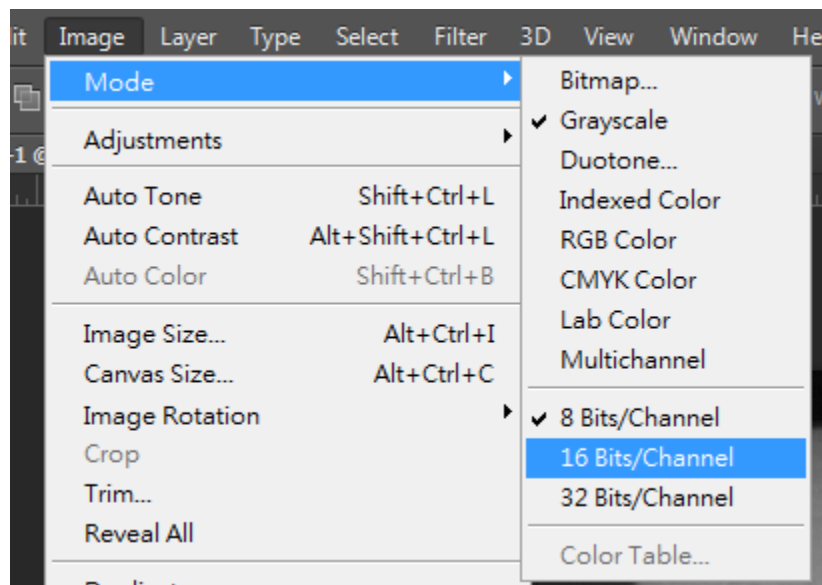 Image Layer Type Select Filter 3D View Window
Mode
Adjustments
Auto Tone Shift+Ctrl+L
Auto Contrast Alt+Shift+Ctrl+L
Auto Color Shift+Ctrl+B
Image Size... Alt+Ctrl+I
Canvas Size... Alt+Ctrl+C
Image Rotation
Crop
Trim...
Reveal All
Bitmap...
Grayscale
Duotone...
Indexed Color
RGB Color
CMYK Color
Lab Color
Multichannel
8 Bits/Channel
16 Bits/Channel
32 Bits/Channel
Color Table...